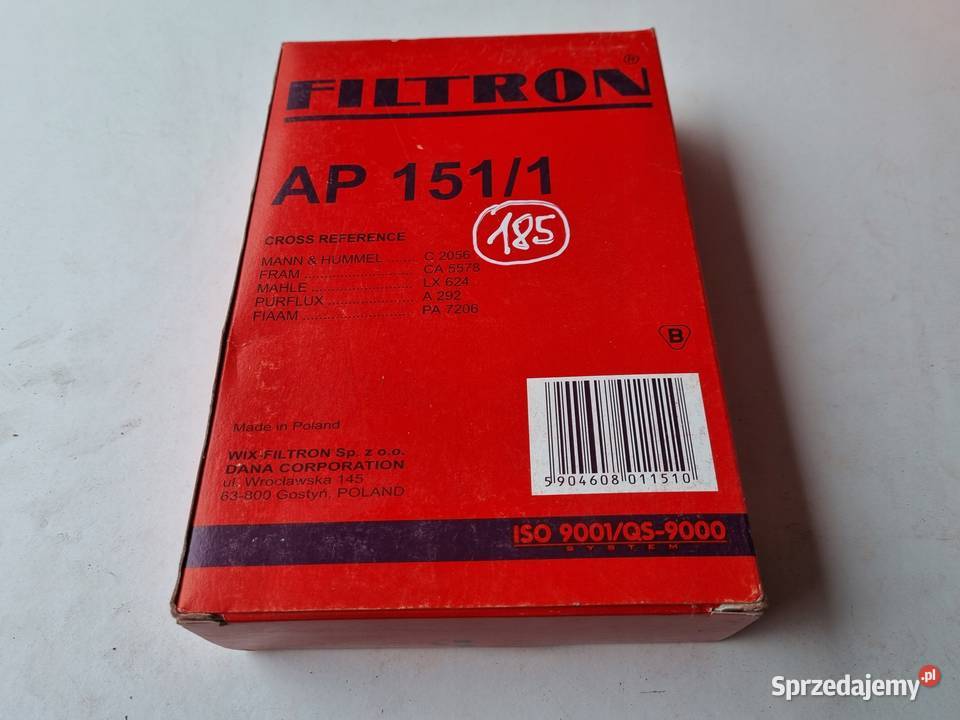 FILTRON®
AP 151/1
185
CROSS REFERENCE
MANN & HUMMEL ........ C 2056
FRAM ........................ CA 5578
MAHLE ...................... LX 624
PURFLUX ................... A 292
FIAAM ........................ PA 7206
B
Made in Poland
WIX-FILTRON Sp. z o.o.
DANA CORPORATION
ul. Wrocławska 145
63-800 Gostyń, POLAND
5904608 011510
ISO 9001/QS-9000
SYSTEM
Sprzedajemy.pl